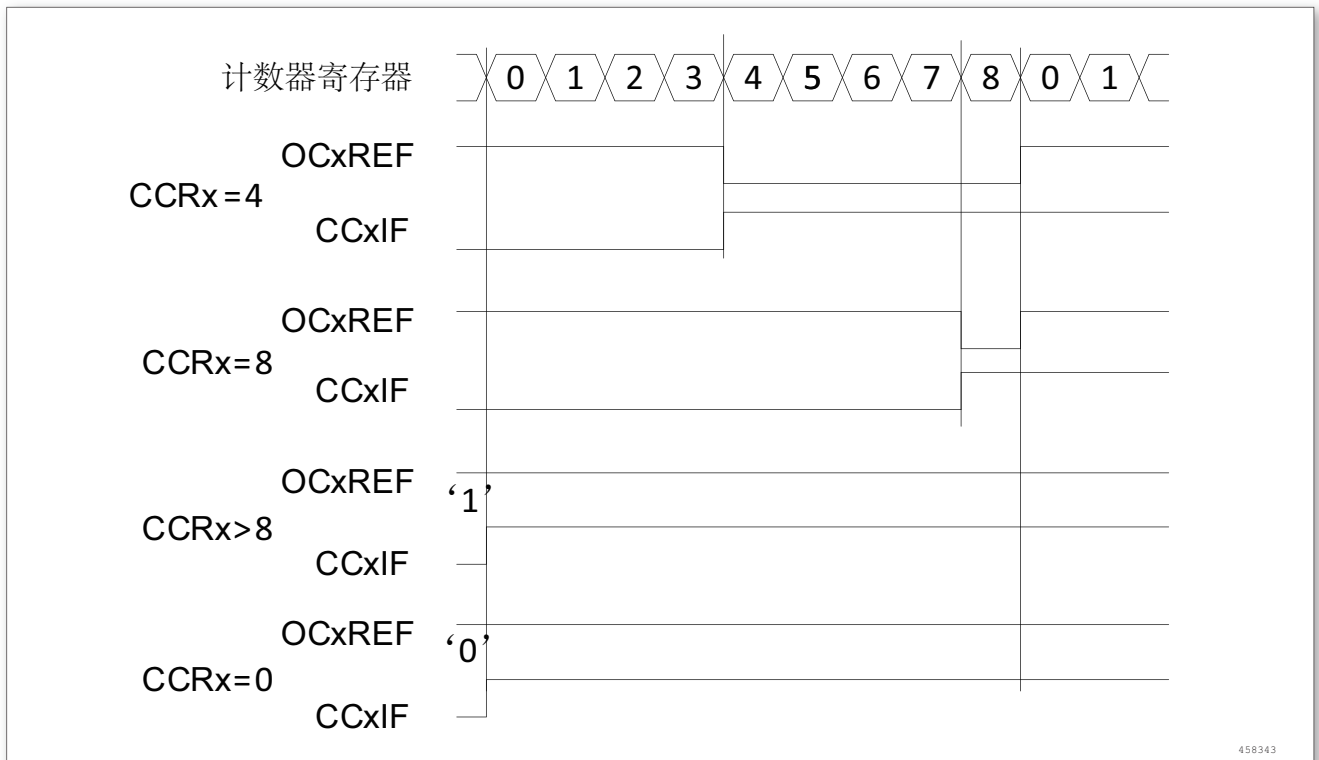 计数器寄存器 0 1 2 3 4 5 6 7 8 0 1
OCxREF
CCRx=4
CCxIF
OCxREF
CCRx=8
CCxIF
OCxREF ‘1’
CCRx>8
CCxIF
OCxREF ‘0’
CCRx=0
CCxIF
458343